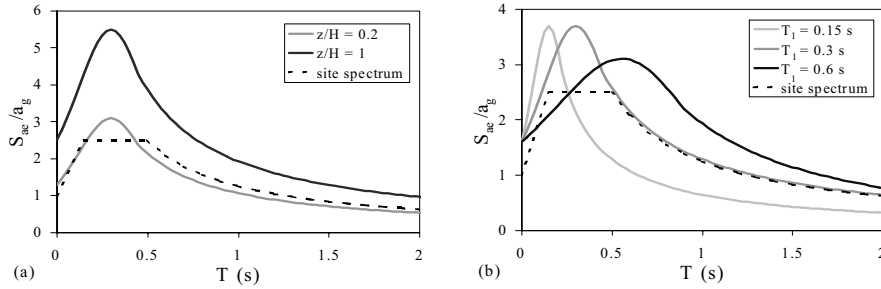 6
5
4
3
2
1
0
S_ae/a_g
z/H = 0.2
z/H = 1
site spectrum
0
0.5
1
1.5
2
T (s)
(a)
5
4
3
2
1
0
S_ae/a_g
T_1 = 0.15 s
T_1 = 0.3 s
T_1 = 0.6 s
site spectrum
0
0.5
1
1.5
2
T (s)
(b)